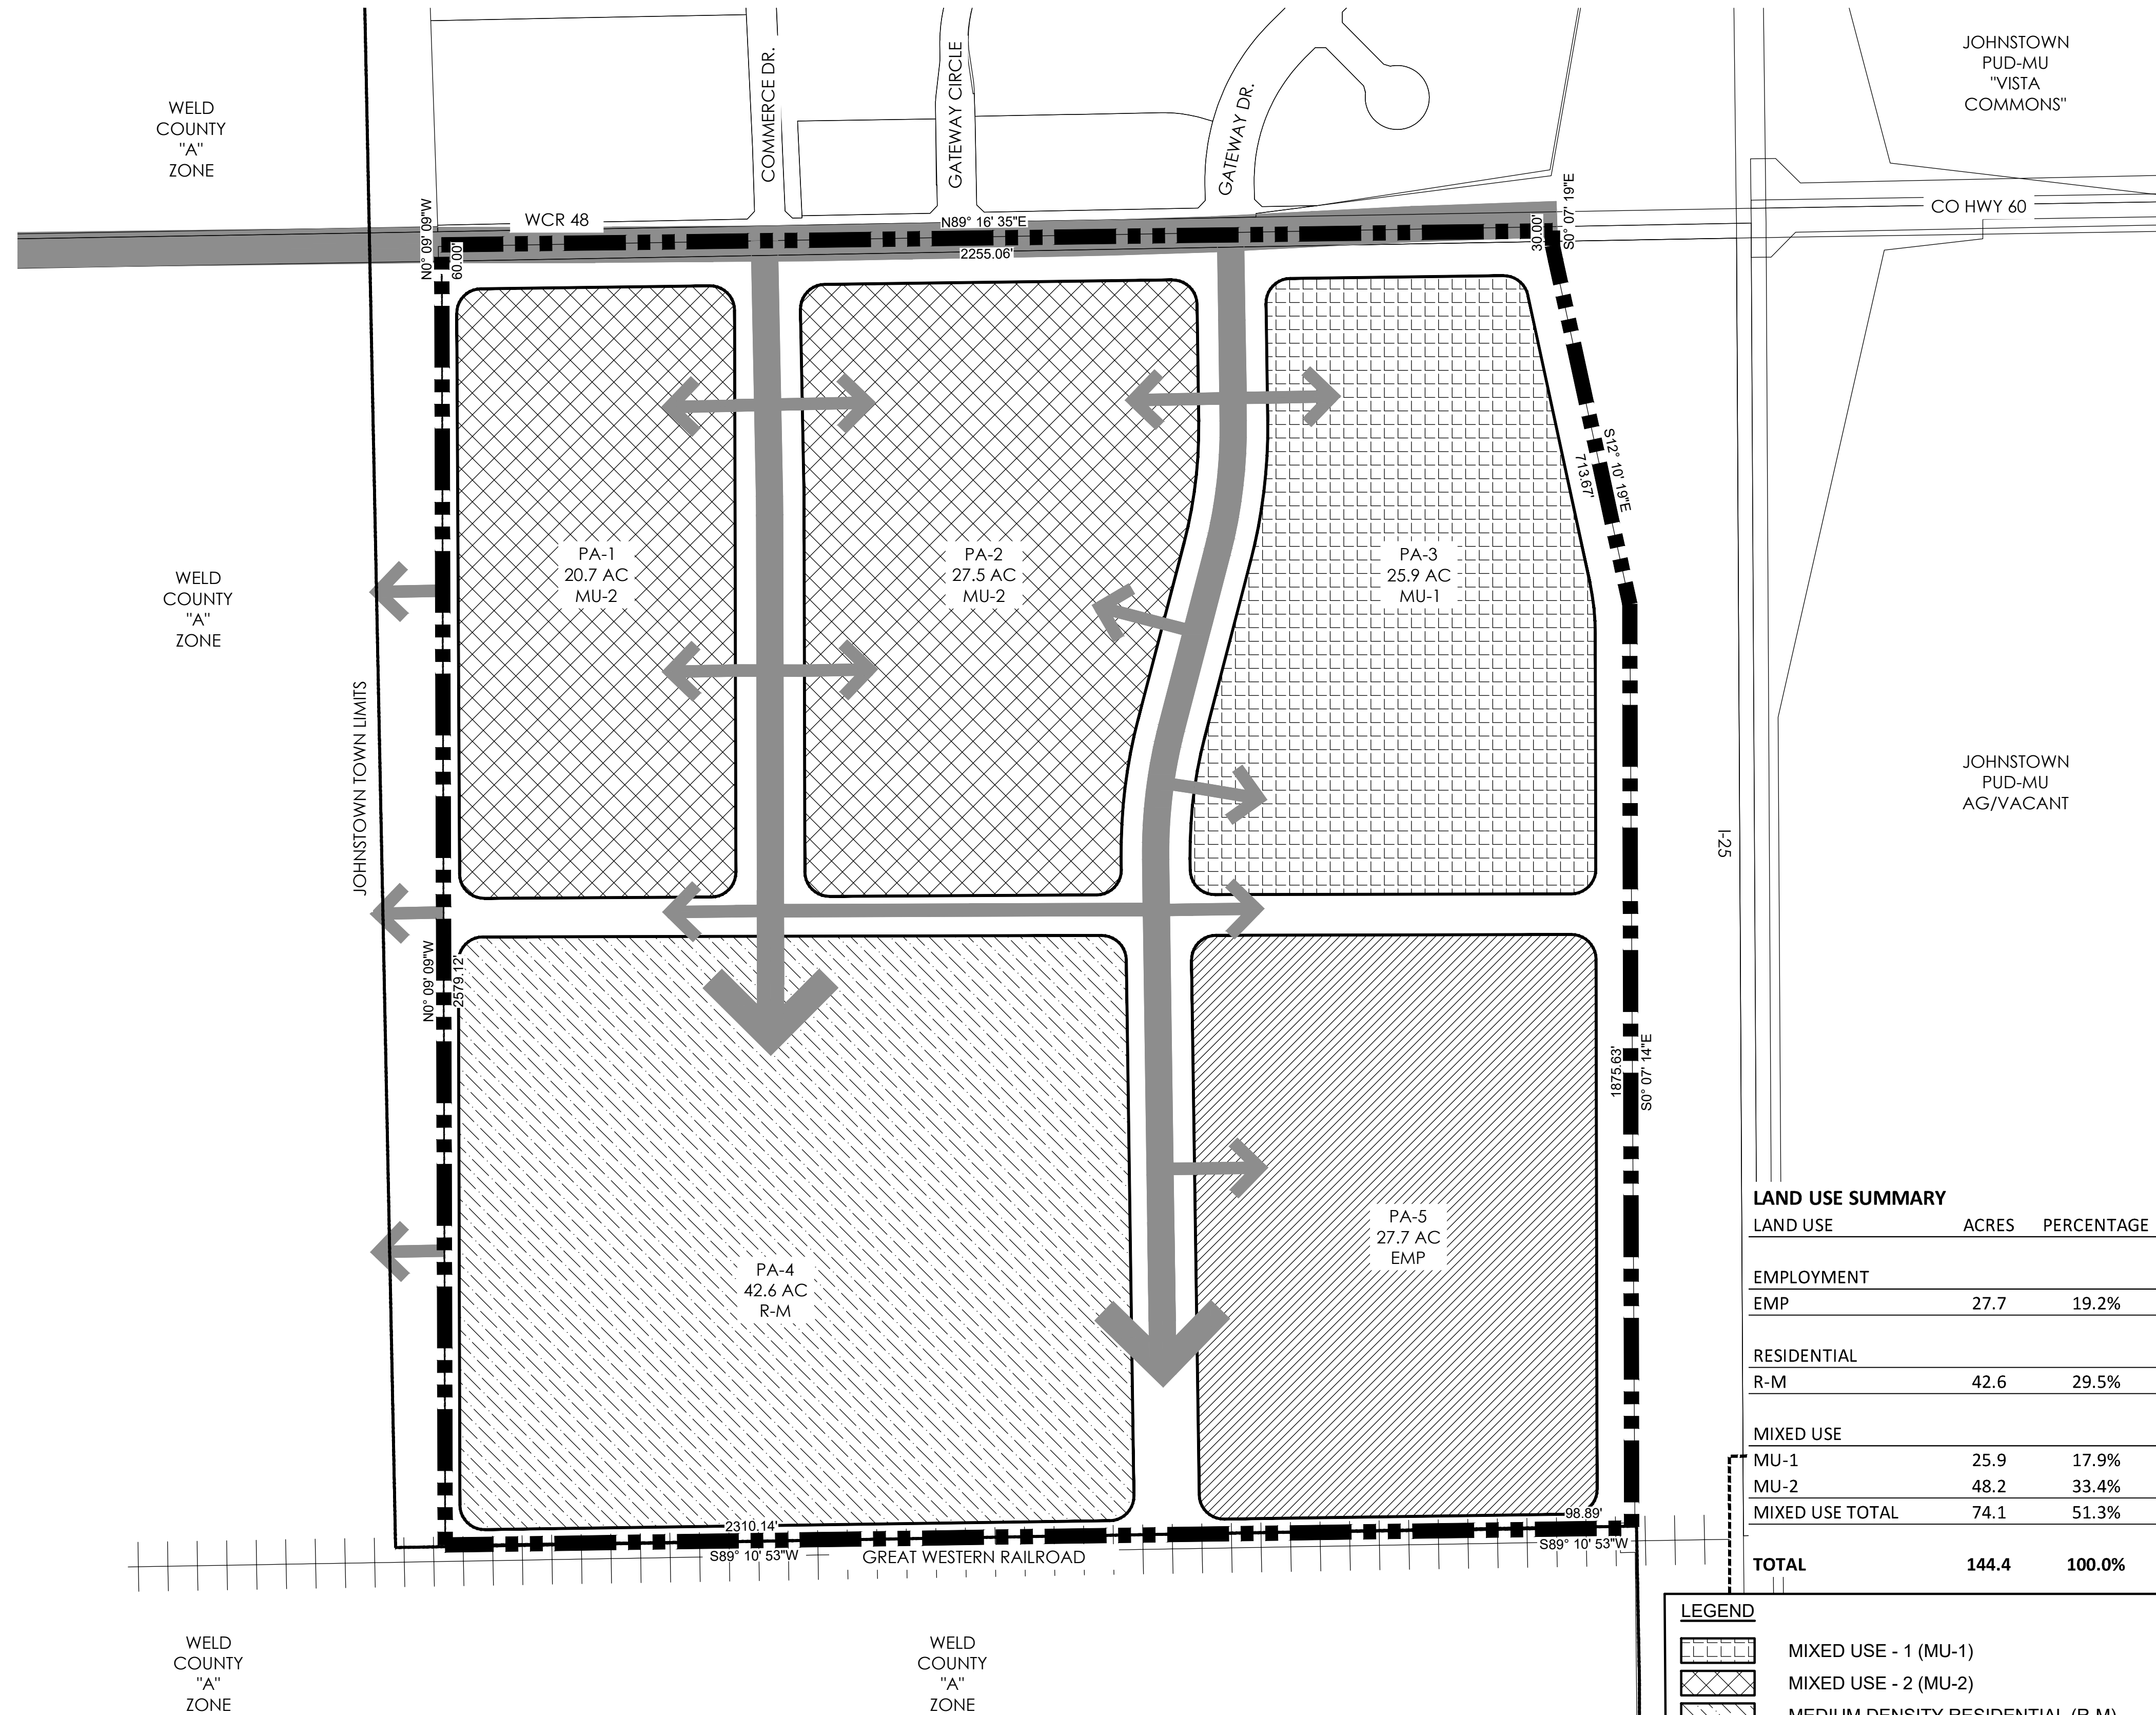 JOHNSTOWN
PUD-MU
"VISTA
COMMONS"
WELD
COUNTY
"A"
ZONE
COMMERCE DR.
GATEWAY CIRCLE
GATEWAY DR.
CO HWY 60
WCR 48
N89° 16' 35"E
2255.06'
N0° 09' 09"W
60.00'
30.00'
S0° 07' 19"E
S12° 10' 19"E
713.67'
PA-1
20.7 AC
MU-2
PA-2
27.5 AC
MU-2
PA-3
25.9 AC
MU-1
WELD
COUNTY
"A"
ZONE
JOHNSTOWN TOWN LIMITS
JOHNSTOWN
PUD-MU
AG/VACANT
I-25
N0° 09' 09"W
2579.12'
1875.63'
S0° 07' 14"E
PA-4
42.6 AC
R-M
PA-5
27.7 AC
EMP
2310.14'
S89° 10' 53"W
GREAT WESTERN RAILROAD
98.89'
S89° 10' 53"W
WELD
COUNTY
"A"
ZONE
WELD
COUNTY
"A"
ZONE
LAND USE SUMMARY
LAND USE ACRES PERCENTAGE
EMPLOYMENT
EMP 27.7 19.2%
RESIDENTIAL
R-M 42.6 29.5%
MIXED USE
MU-1 25.9 17.9%
MU-2 48.2 33.4%
MIXED USE TOTAL 74.1 51.3%
TOTAL 144.4 100.0%
LEGEND
MIXED USE - 1 (MU-1)
MIXED USE - 2 (MU-2)
MEDIUM DENSITY RESIDENTIAL (R-M)